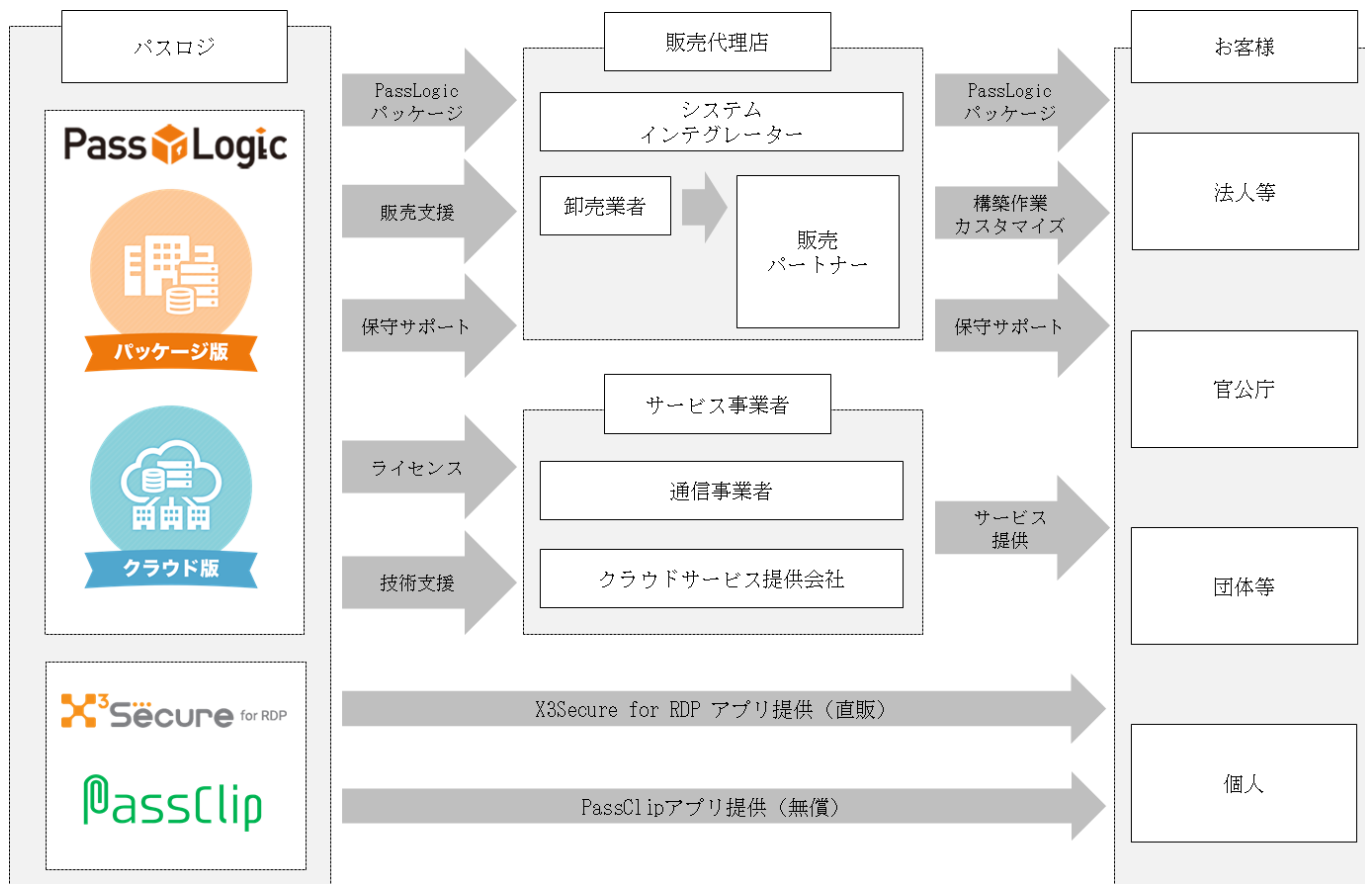 パスロジ
PassLogic
パッケージ版
クラウド版
X³Secure for RDP
PassClip
PassLogic
パッケージ
販売支援
保守サポート
ライセンス
技術支援
販売代理店
システム
インテグレーター
卸売業者
販売
パートナー
サービス事業者
通信事業者
クラウドサービス提供会社
PassLogic
パッケージ
構築作業
カスタマイズ
保守サポート
サービス
提供
X3Secure for RDP アプリ提供（直販）
PassClipアプリ提供（無償）
お客様
法人等
官公庁
団体等
個人